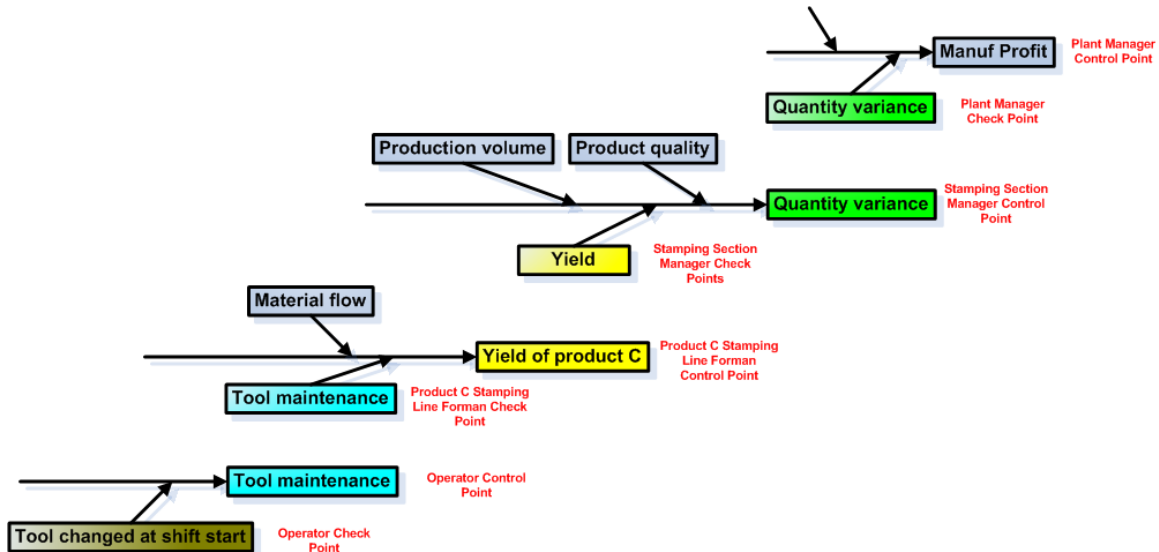 Manuf Profit
Plant Manager
Control Point
Quantity variance
Plant Manager
Check Point
Production volume
Product quality
Quantity variance
Stamping Section
Manager Control
Point
Yield
Stamping Section
Manager Check
Points
Material flow
Yield of product C
Product C Stamping
Line Forman
Control Point
Tool maintenance
Product C Stamping
Line Forman Check
Point
Tool maintenance
Operator Control
Point
Tool changed at shift start
Operator Check
Point